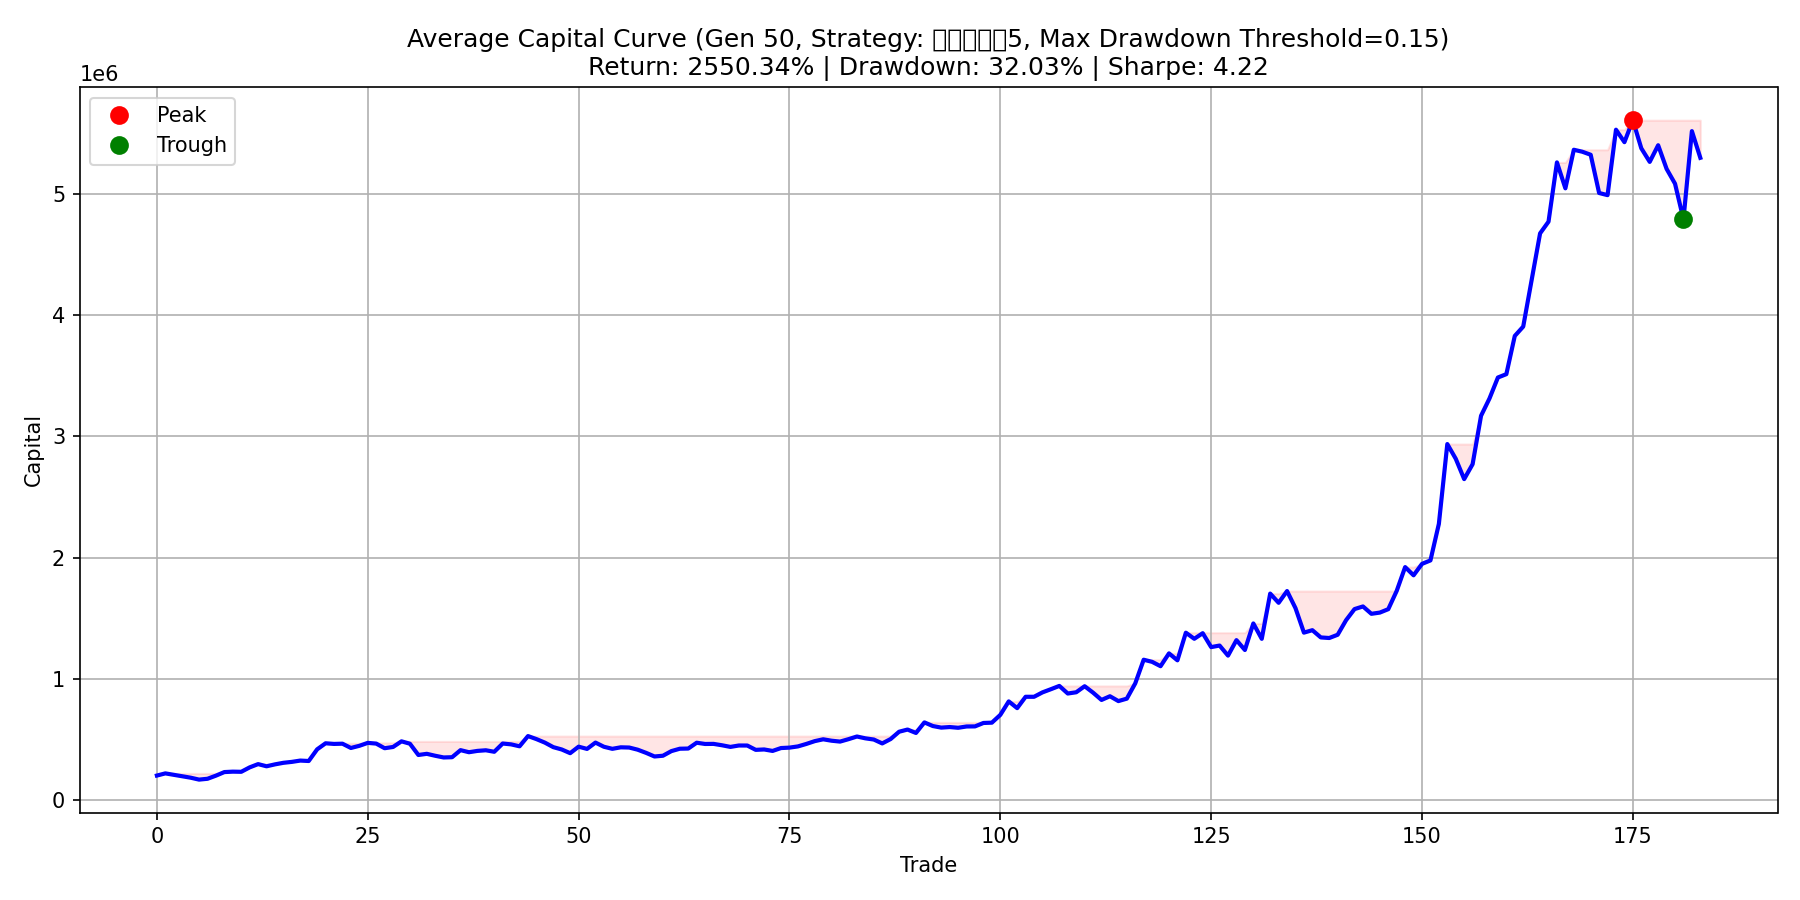 Average Capital Curve (Gen 50, Strategy: 5, Max Drawdown Threshold=0.15)
Return: 2550.34% | Drawdown: 32.03% | Sharpe: 4.22
1e6
Peak
Trough
5
4
3
2
1
0
Capital
0 25 50 75 100 125 150 175
Trade